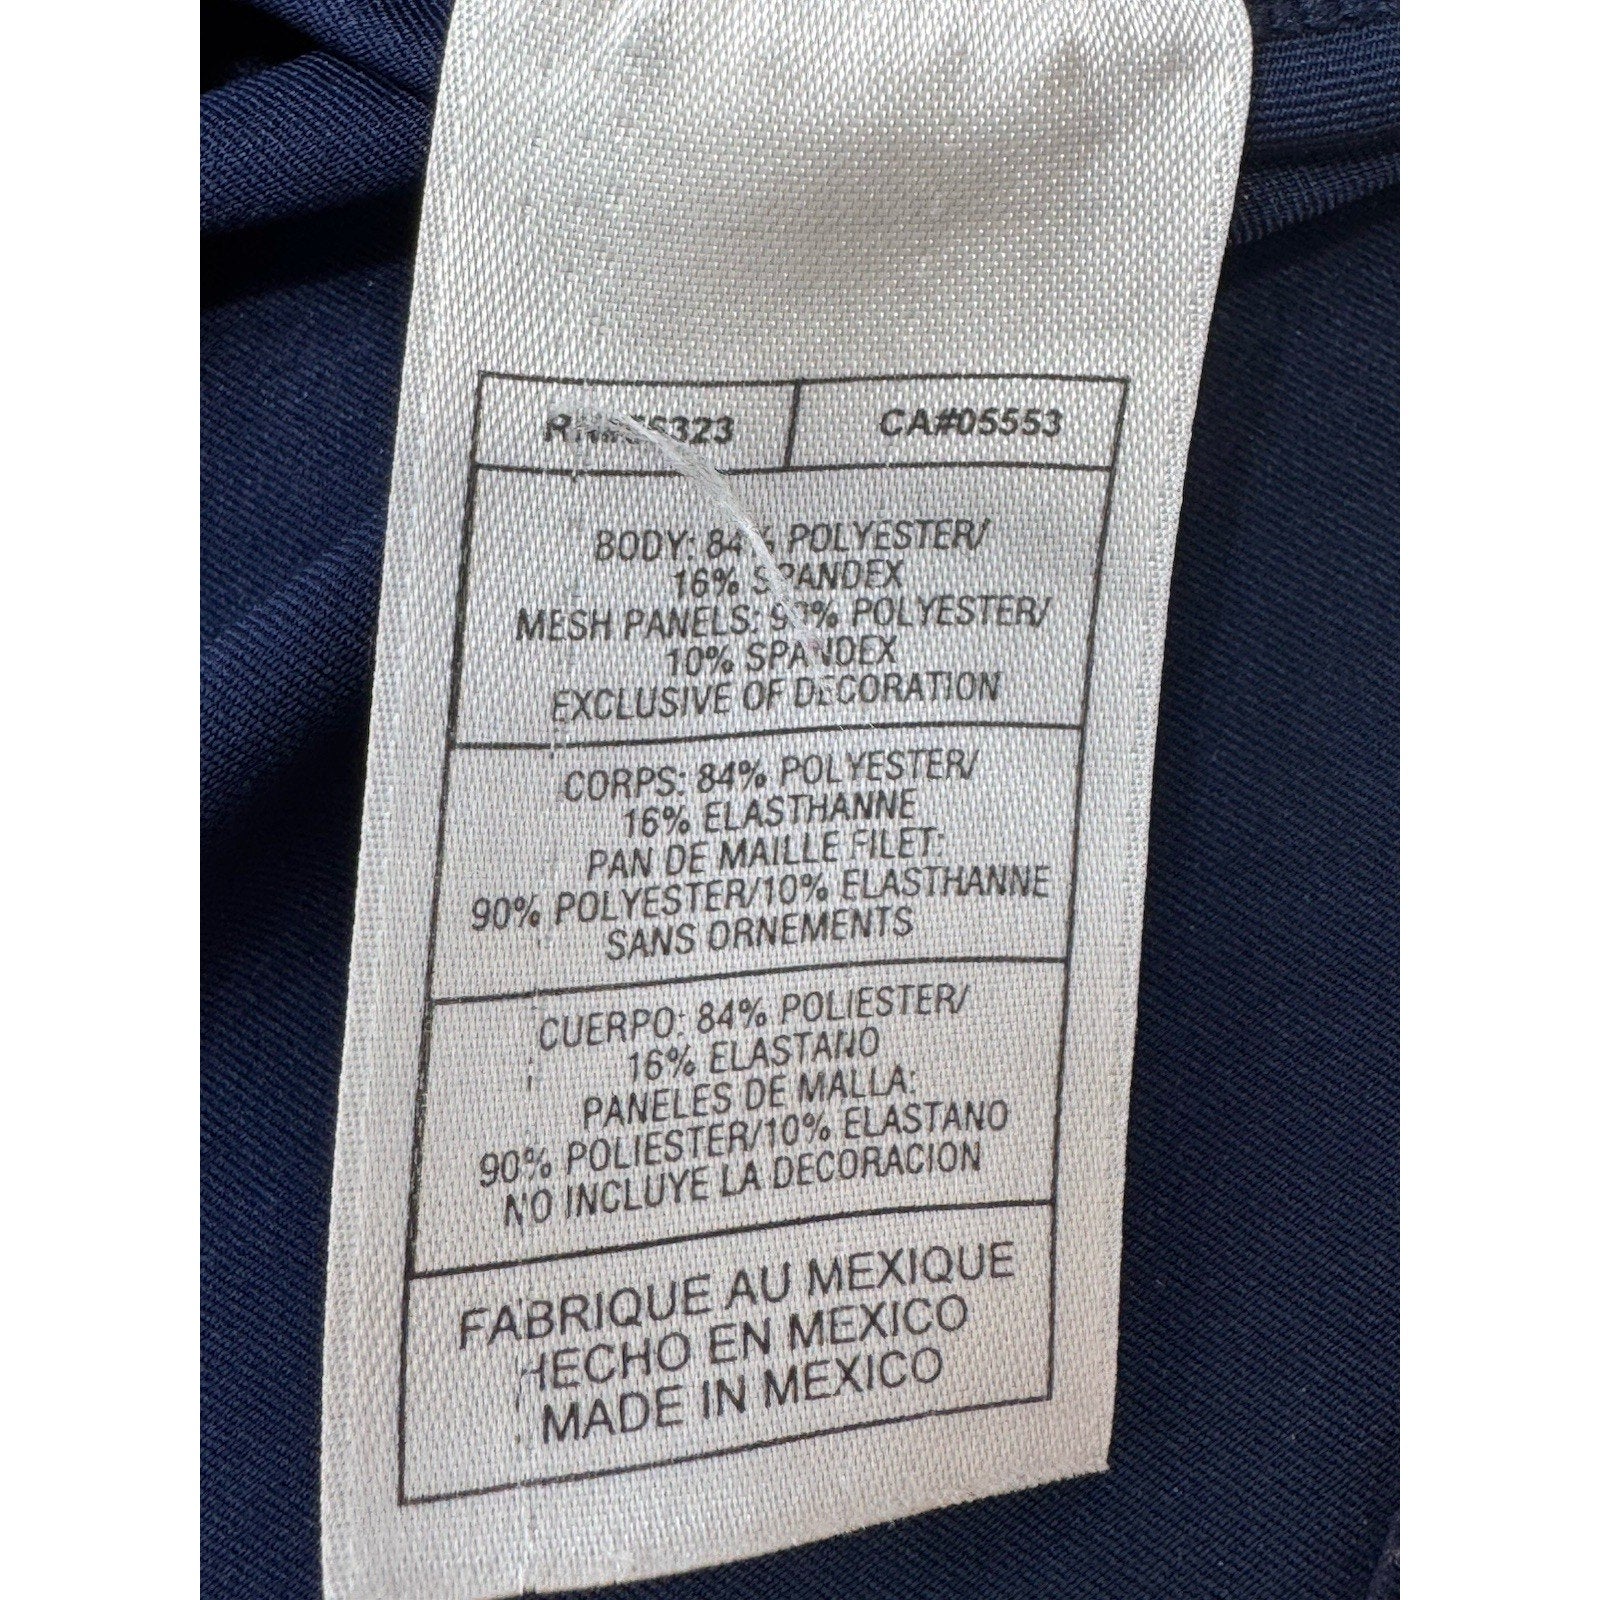 CA#05553
BODY: 84% POLYESTER/
16% SPANDEX
MESH PANELS: 90% POLYESTER/
10% SPANDEX
EXCLUSIVE OF DECORATION
CORPS: 84% POLYESTER/
16% ELASTHANNE
PAN DE MAILLE FILET:
90% POLYESTER/10% ELASTHANNE
SANS ORNEMENTS
CUERPO: 84% POLIESTER/
16% ELASTANO
PANELES DE MALLA:
90% POLIESTER/10% ELASTANO
NO INCLUYE LA DECORACION
FABRIQUE AU MEXIQUE
HECHO EN MEXICO
MADE IN MEXICO